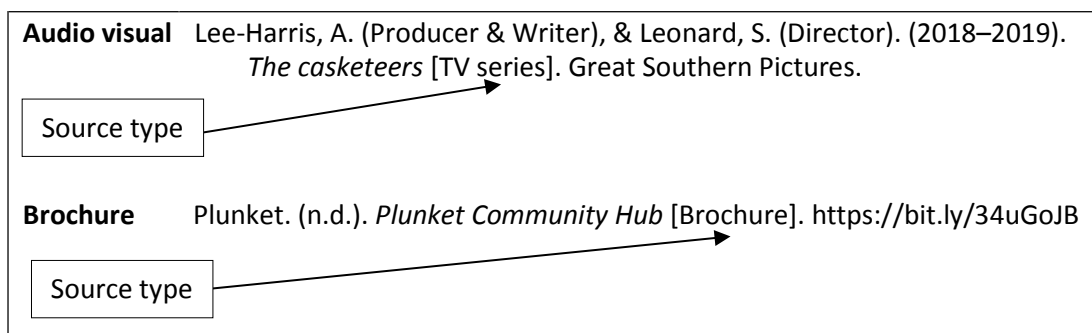 Audio visual Lee-Harris, A. (Producer & Writer), & Leonard, S. (Director). (2018–2019).
The casketeers [TV series]. Great Southern Pictures.
Source type
Brochure Plunket. (n.d.). Plunket Community Hub [Brochure]. https://bit.ly/34uGoJB
Source type